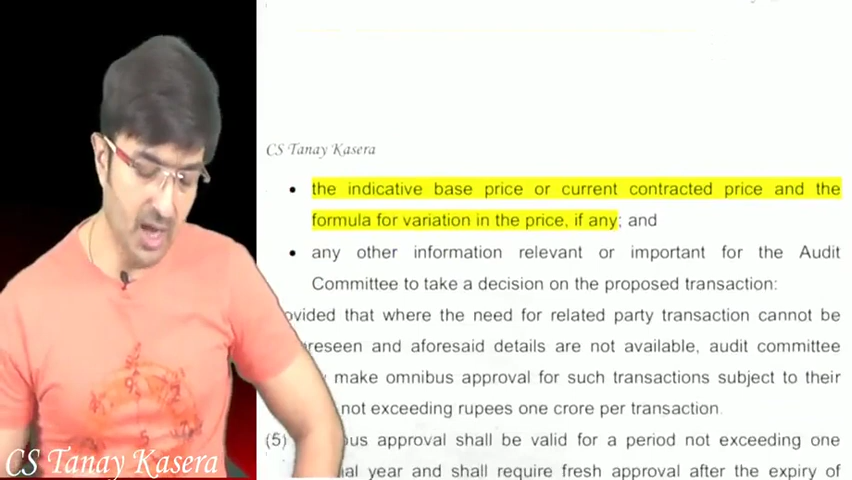 CS Tanay Kasera
• the indicative base price or current contracted price and the
formula for variation in the price, if any; and
• any other information relevant or important for the Audit
Committee to take a decision on the proposed transaction:
ovided that where the need for related party transaction cannot be
reseen and aforesaid details are not available, audit committee
make omnibus approval for such transactions subject to their
not exceeding rupees one crore per transaction.
(5) bus approval shall be valid for a period not exceeding one
al year and shall require fresh approval after the expiry of
CS Tanay Kasera